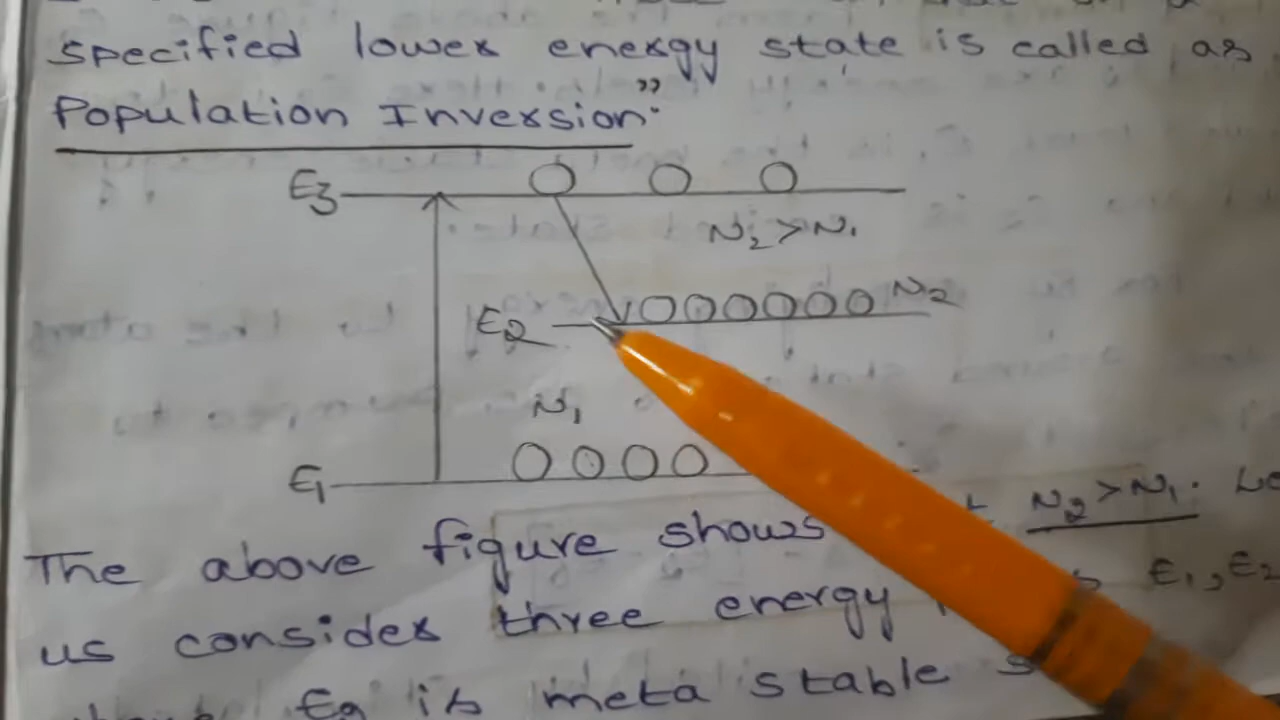 specified lower energy state is called as
Population Inversion".
E3
N2 > N1
E2
N2
N1
E1
The above figure shows N2 > N1. Le
us consider three energy E1, E2
is meta stable